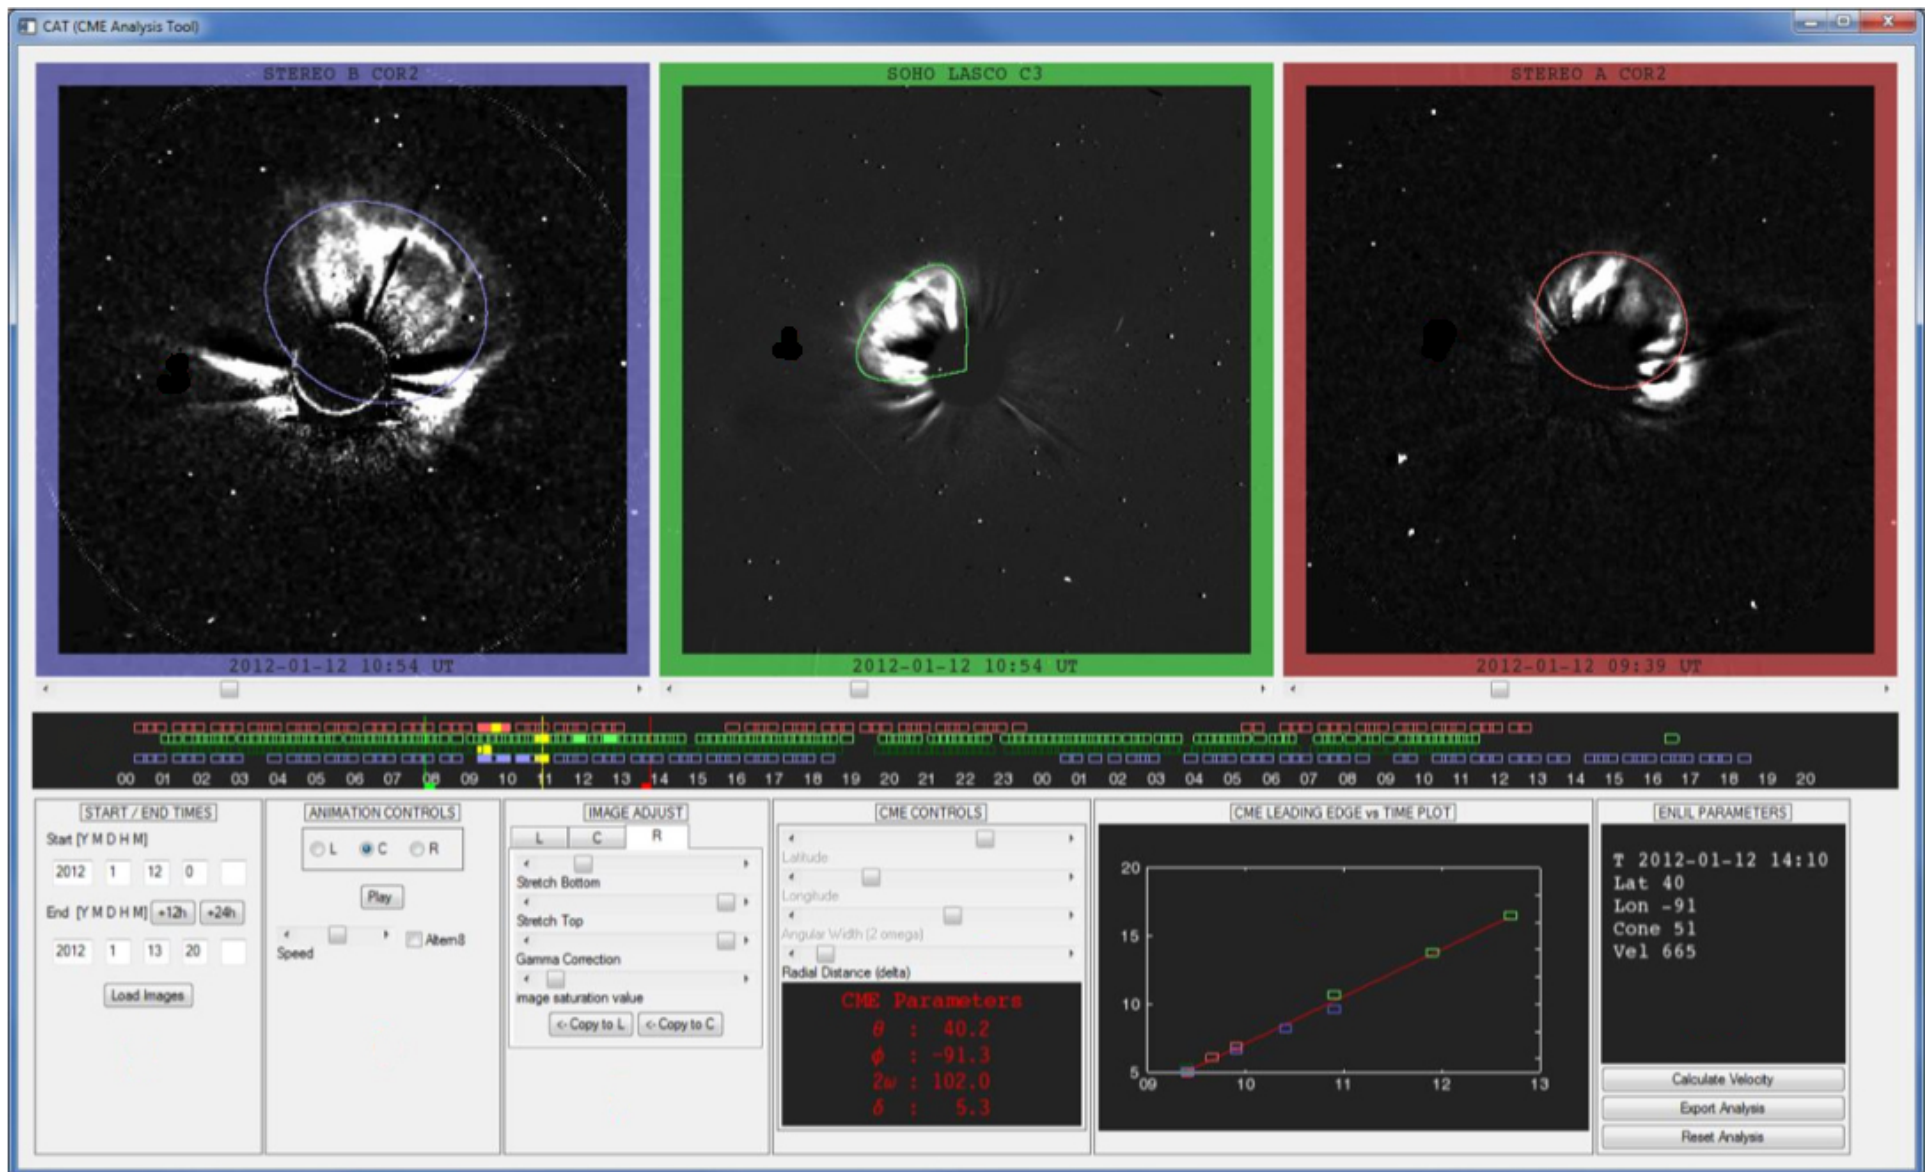 CAT (CME Analysis Tool)
STEREO B COR2
SOHO LASCO C3
STEREO A COR2
2012-01-12 10:54 UT
2012-01-12 10:54 UT
2012-01-12 09:39 UT
00 01 02 03 04 05 06 07 08 09 10 11 12 13 14 15 16 17 18 19 20 21 22 23 00 01 02 03 04 05 06 07 08 09 10 11 12 13 14 15 16 17 18 19 20
START / END TIMES
Start [Y M D H M]
2012 1 12 0
End [Y M D H M] +12h +24h
2012 1 13 20
Load Images
ANIMATION CONTROLS
L C R
Play
Speed
Altern8
IMAGE ADJUST
L C R
Stretch Bottom
Stretch Top
Gamma Correction
image saturation value
<- Copy to L <- Copy to C
CME CONTROLS
Latitude
Longitude
Angular Width (2 omega)
Radial Distance (delta)
CME Parameters
θ : 40.2
ϕ : -91.3
2ω : 102.0
δ : 5.3
CME LEADING EDGE vs TIME PLOT
20
15
10
5
09 10 11 12 13
ENLIL PARAMETERS
T 2012-01-12 14:10
Lat 40
Lon -91
Cone 51
Vel 665
Calculate Velocity
Export Analysis
Reset Analysis